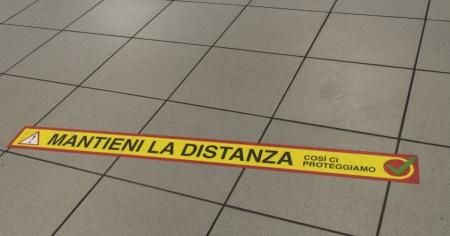 MANTIENI LA DISTANZA
COSÌ CI
PROTEGGIAMO